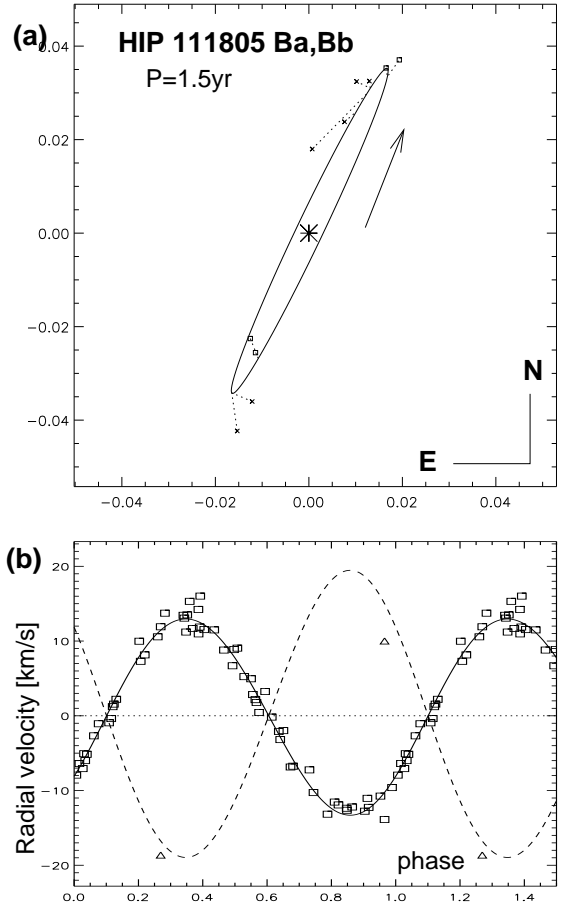 (a)
HIP 111805 Ba,Bb
P=1.5yr
0.04
0.02
0.00
-0.02
-0.04
N
E
-0.04 -0.02 0.00 0.02 0.04
(b)
20
10
0
-10
-20
Radial velocity [km/s]
phase
0.0 0.2 0.4 0.6 0.8 1.0 1.2 1.4